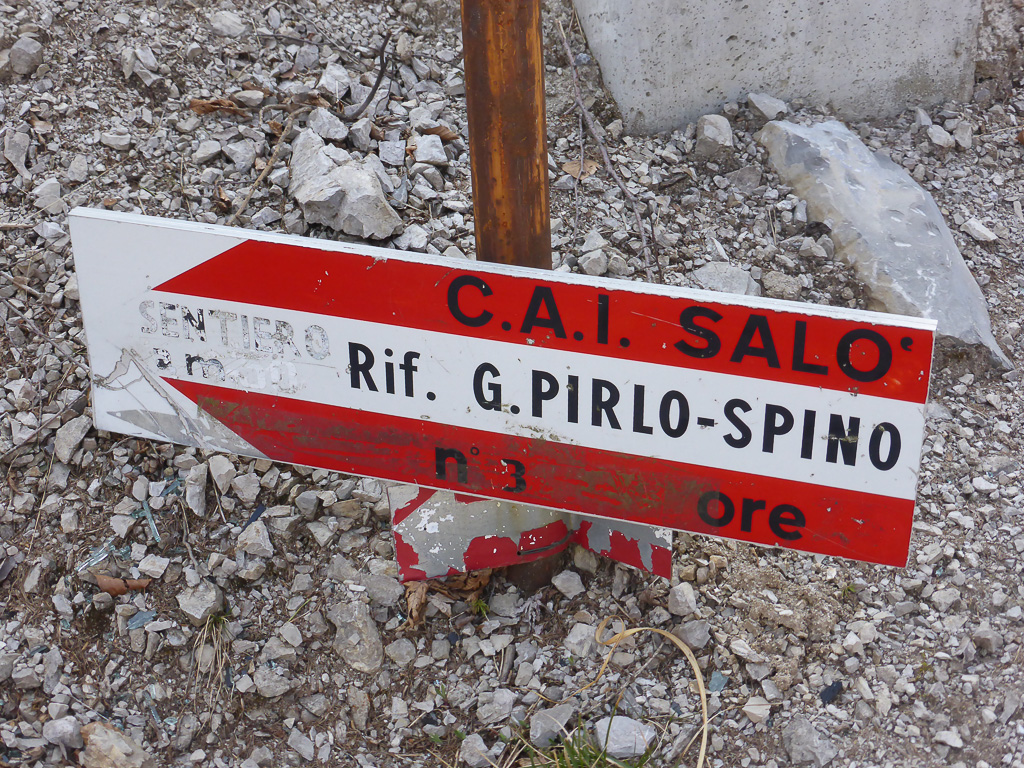 C.A.I. SALO'
SENTIERO
Rif. G.PIRLO-SPINO
n° 3 ore